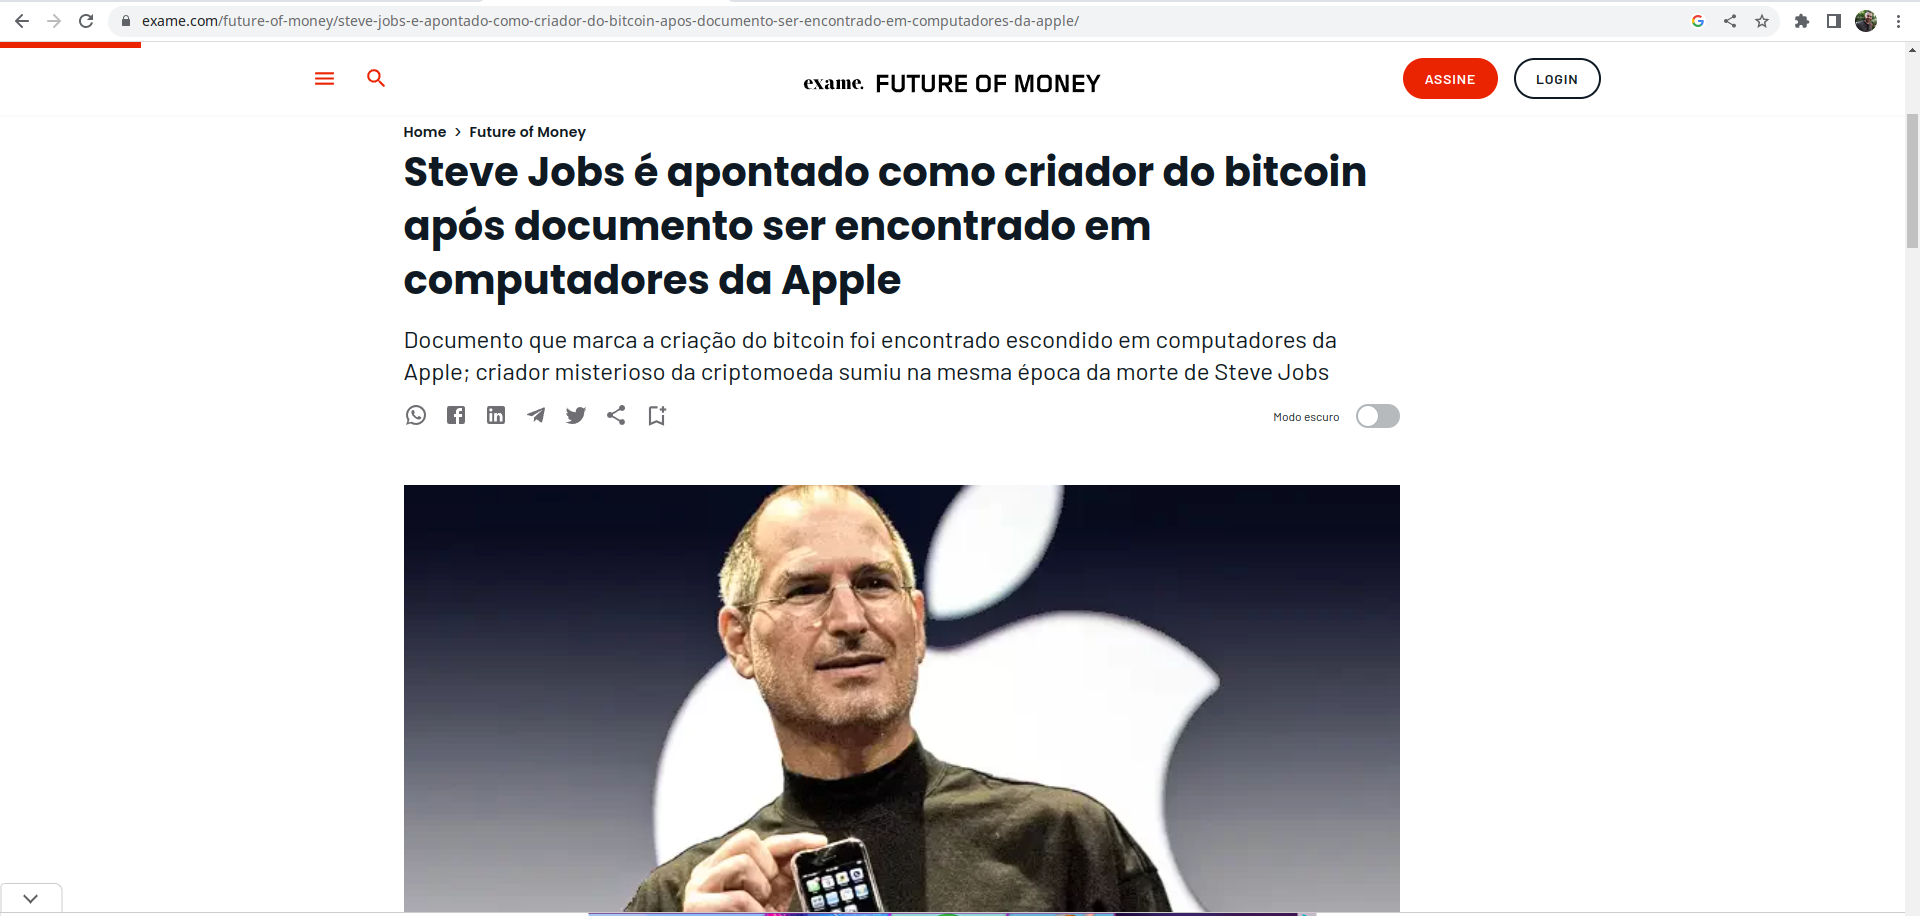 exame.com/future-of-money/steve-jobs-e-apontado-como-criador-do-bitcoin-apos-documento-ser-encontrado-em-computadores-da-apple/
exame. FUTURE OF MONEY
ASSINE
LOGIN
Home > Future of Money
Steve Jobs é apontado como criador do bitcoin
após documento ser encontrado em
computadores da Apple
Documento que marca a criação do bitcoin foi encontrado escondido em computadores da
Apple; criador misterioso da criptomoeda sumiu na mesma época da morte de Steve Jobs
Modo escuro